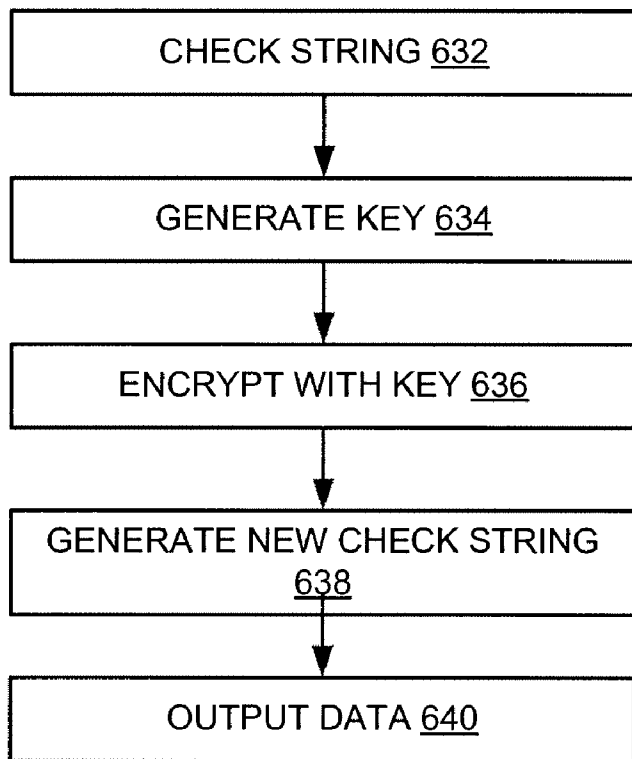 CHECK STRING 632
GENERATE KEY 634
ENCRYPT WITH KEY 636
GENERATE NEW CHECK STRING
638
OUTPUT DATA 640